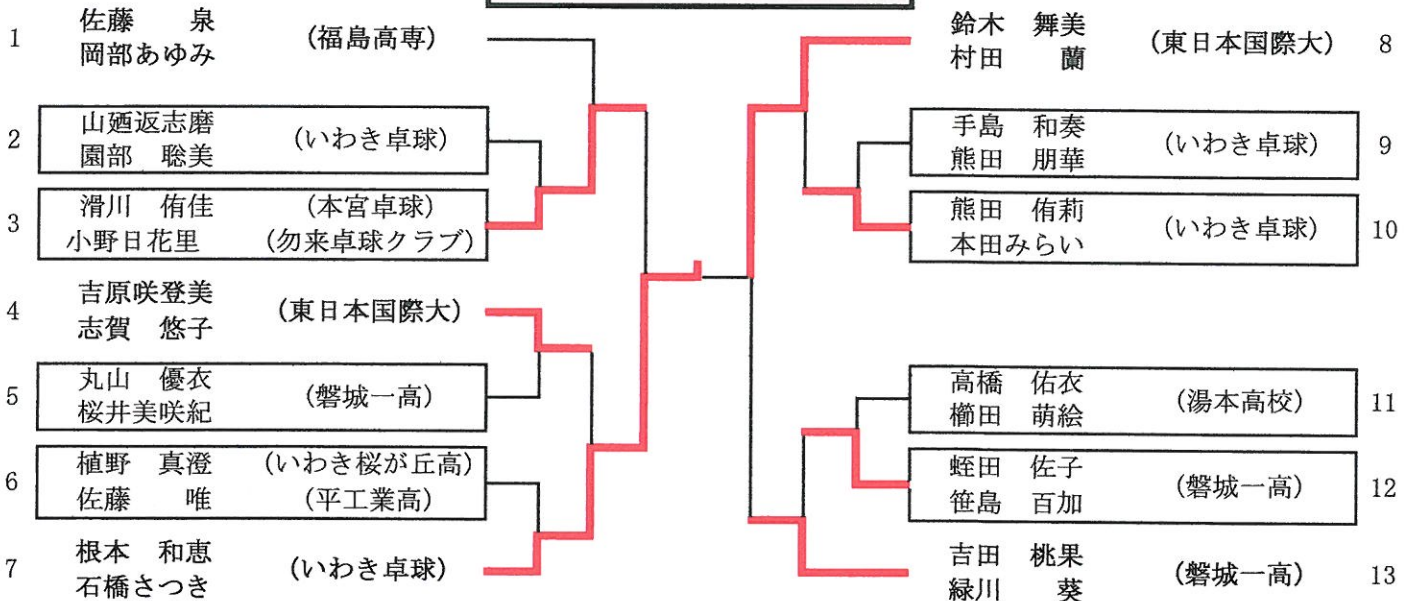 1 佐藤 泉 (福島高専)
岡部あゆみ
2 山廼返志磨 (いわき卓球)
園部 聡美
3 滑川 侑佳 (本宮卓球)
小野日花里 (勿来卓球クラブ)
4 吉原咲登美 (東日本国際大)
志賀 悠子
5 丸山 優衣 (磐城一高)
桜井美咲紀
6 植野 真澄 (いわき桜が丘高)
佐藤 唯 (平工業高)
7 根本 和恵 (いわき卓球)
石橋さつき
鈴木 舞美 (東日本国際大) 8
村田 蘭
手島 和奏 (いわき卓球) 9
熊田 朋華
熊田 侑莉 (いわき卓球) 10
本田みらい
高橋 佑衣 (湯本高校) 11
櫛田 萌絵
蛭田 佐子 (磐城一高) 12
笹島 百加
吉田 桃果 (磐城一高) 13
緑川 葵